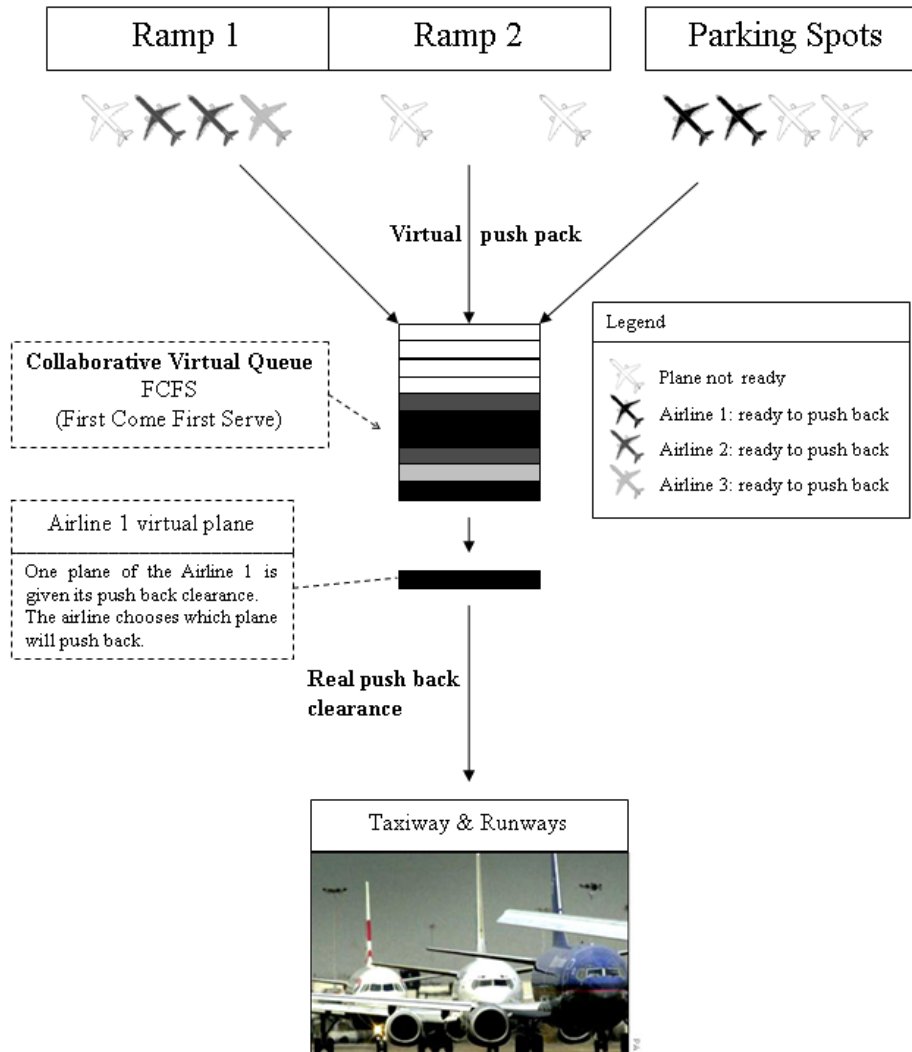 Ramp 1
Ramp 2
Parking Spots
Virtual push pack
Collaborative Virtual Queue
FCFS
(First Come First Serve)
Legend
Plane not ready
Airline 1: ready to push back
Airline 2: ready to push back
Airline 3: ready to push back
Airline 1 virtual plane
One plane of the Airline 1 is
given its push back clearance.
The airline chooses which plane
will push back.
Real push back
clearance
Taxiway & Runways
PA